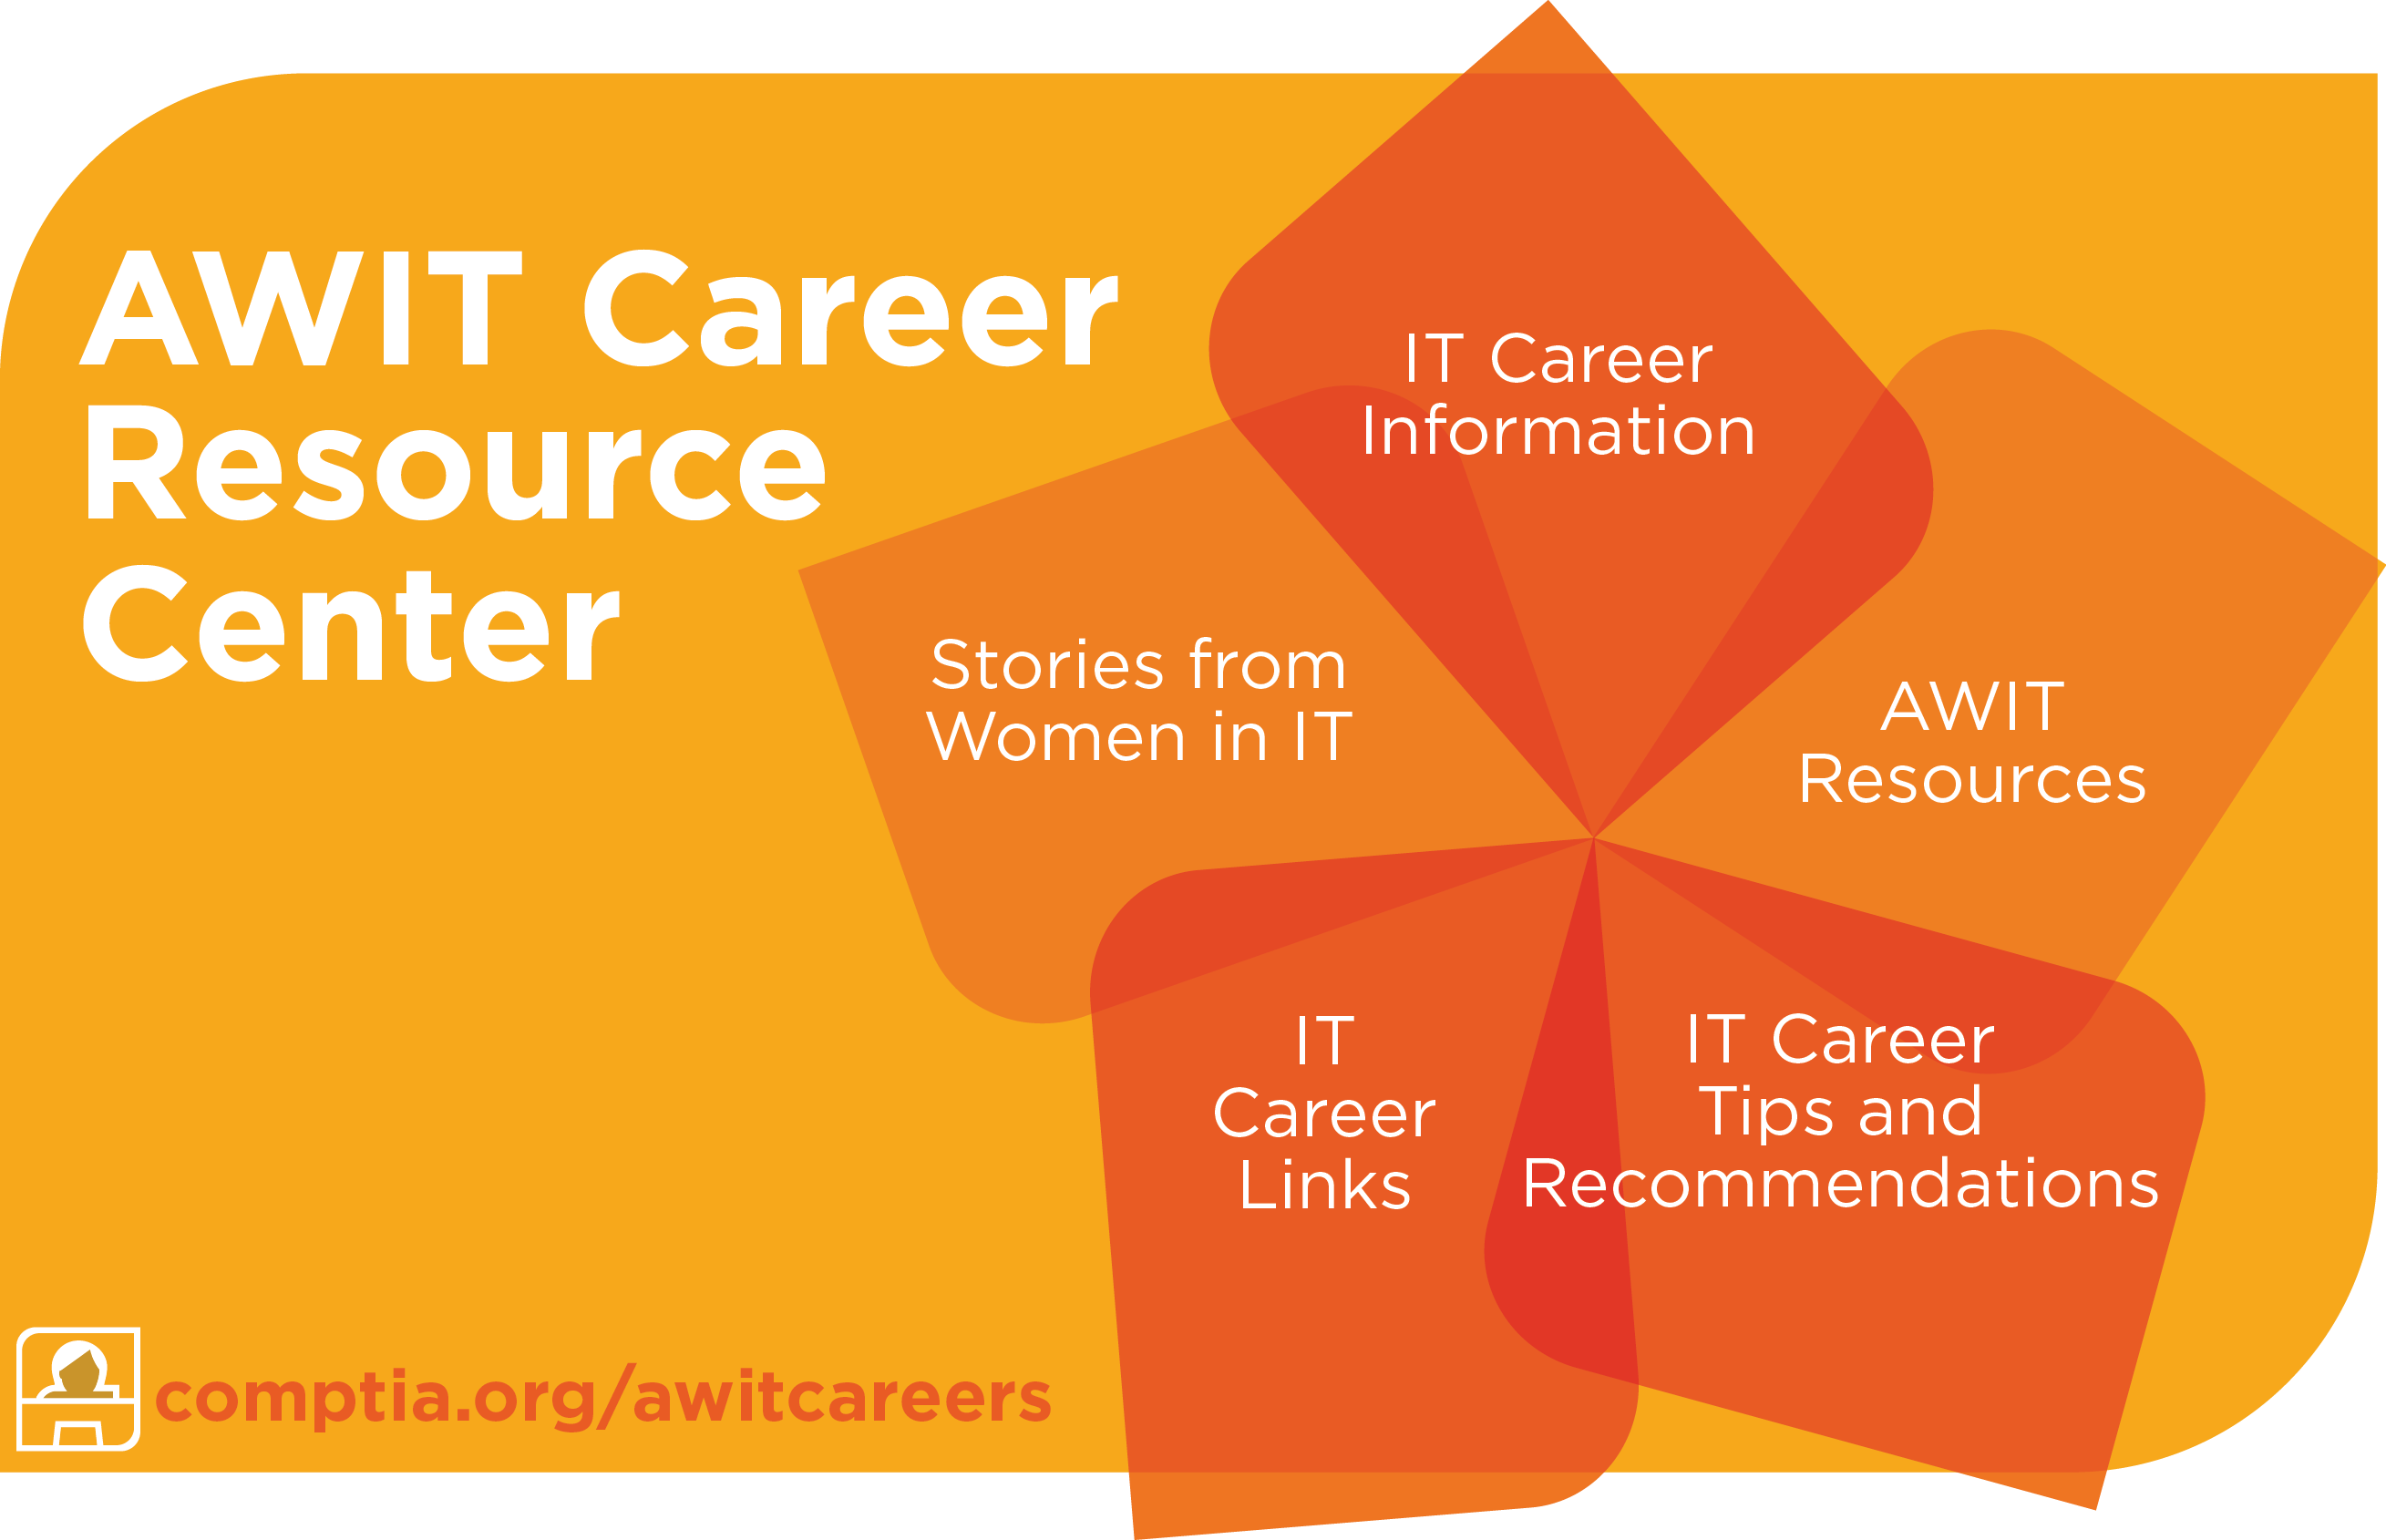 AWIT Career
Resource
Center
IT Career
Information
Stories from
Women in IT
AWIT
Resources
IT
Career
Links
IT Career
Tips and
Recommendations
comptia.org/awitcareers